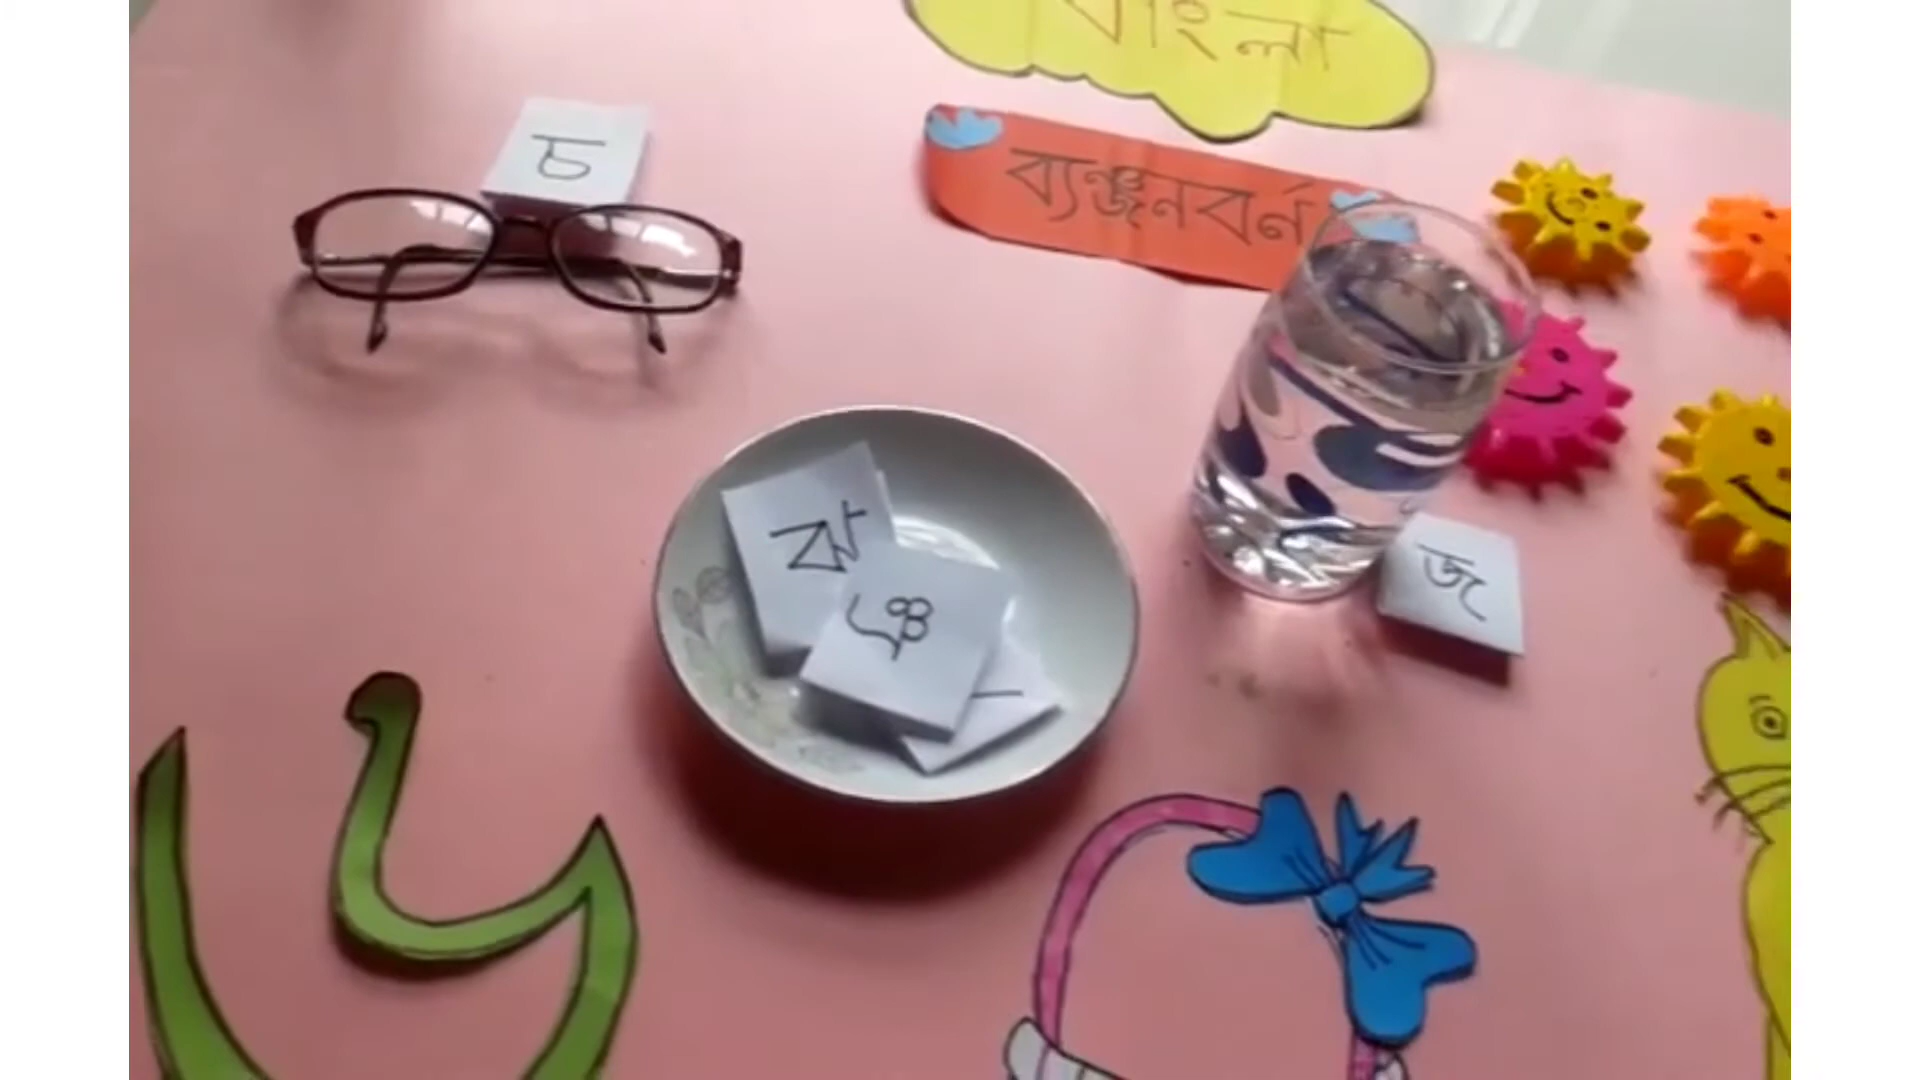 বাংলা
ব্যঞ্জনবর্ন
চ
ঝ
ঞ
জ